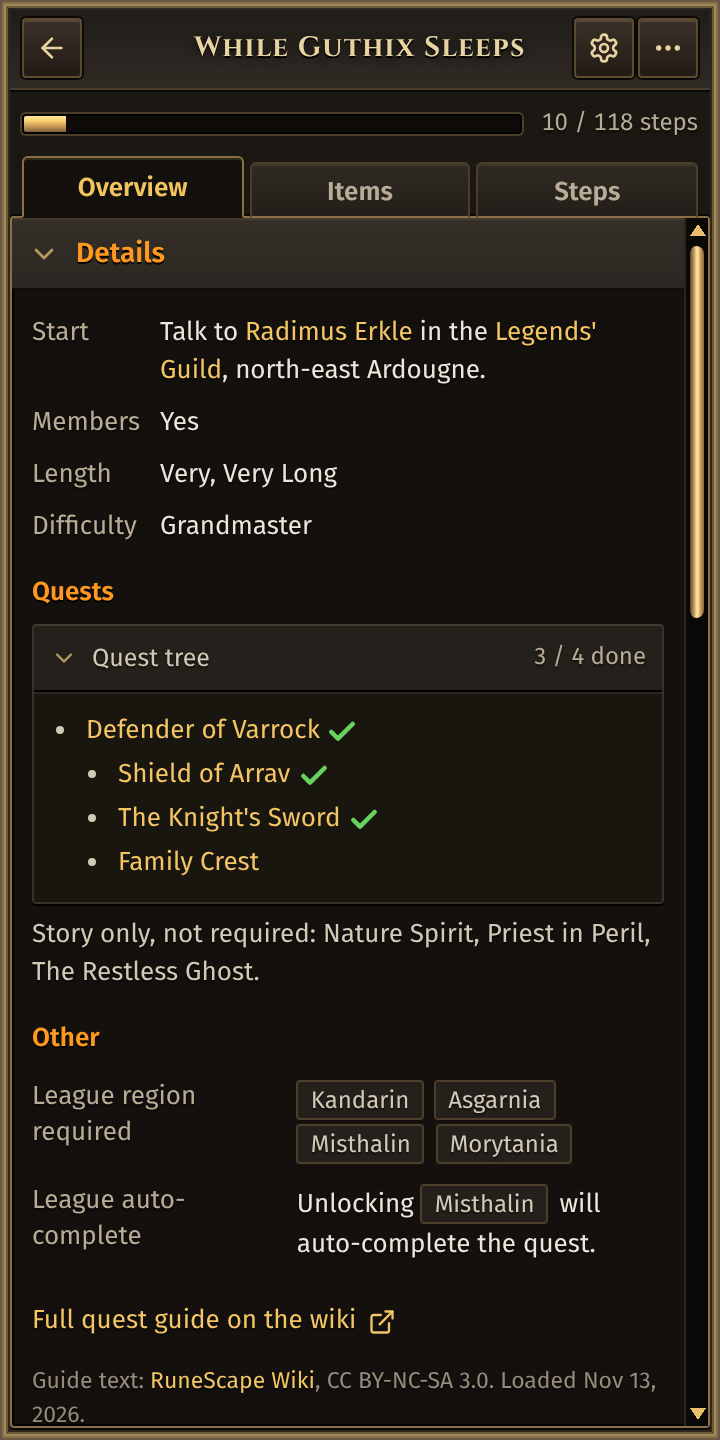 While Guthix Sleeps
10 / 118 steps
Overview
Items
Steps
Details
Start
Talk to Radimus Erkle in the Legends'
Guild, north-east Ardougne.
Members
Yes
Length
Very, Very Long
Difficulty
Grandmaster
Quests
Quest tree
3 / 4 done
Defender of Varrock
Shield of Arrav
The Knight's Sword
Family Crest
Story only, not required: Nature Spirit, Priest in Peril,
The Restless Ghost.
Other
League region
required
Kandarin
Asgarnia
Misthalin
Morytania
League auto-
complete
Unlocking Misthalin will
auto-complete the quest.
Full quest guide on the wiki
Guide text: RuneScape Wiki, CC BY-NC-SA 3.0. Loaded Nov 13,
2026.